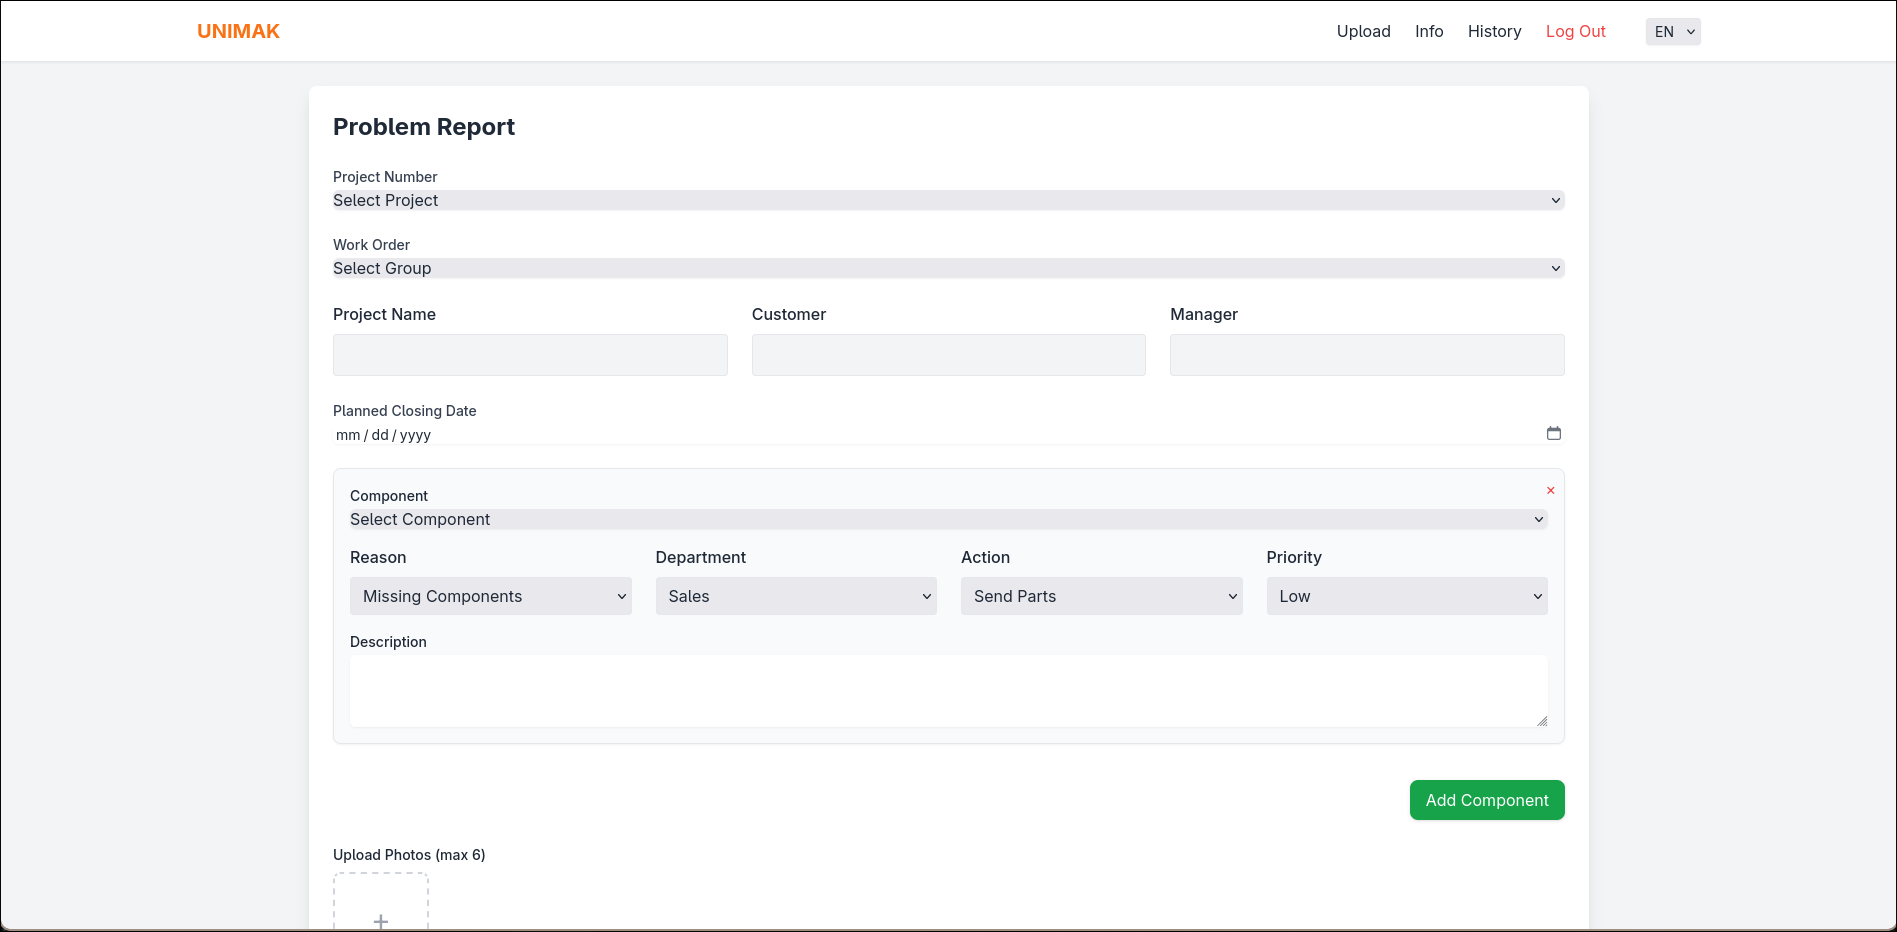 UNIMAK
Upload Info History Log Out EN
Problem Report
Project Number
Select Project
Work Order
Select Group
Project Name Customer Manager
Planned Closing Date
mm / dd / yyyy
×
Component
Select Component
Reason Department Action Priority
Missing Components Sales Send Parts Low
Description
Add Component
Upload Photos (max 6)
+